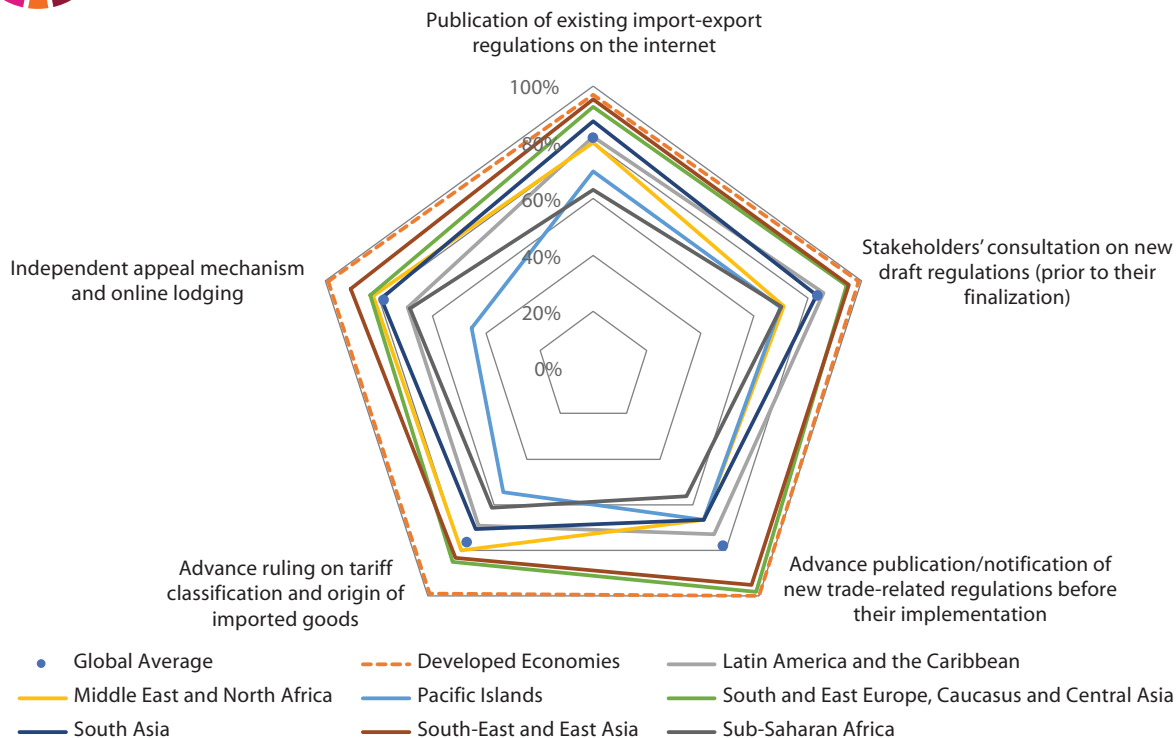 Publication of existing import-export
regulations on the internet
100%
80%
60%
40%
20%
0%
Stakeholders’ consultation on new
draft regulations (prior to their
finalization)
Independent appeal mechanism
and online lodging
Advance ruling on tariff
classification and origin of
imported goods
Advance publication/notification of
new trade-related regulations before
their implementation
Global Average
Developed Economies
Latin America and the Caribbean
Middle East and North Africa
Pacific Islands
South and East Europe, Caucasus and Central Asia
South Asia
South-East and East Asia
Sub-Saharan Africa